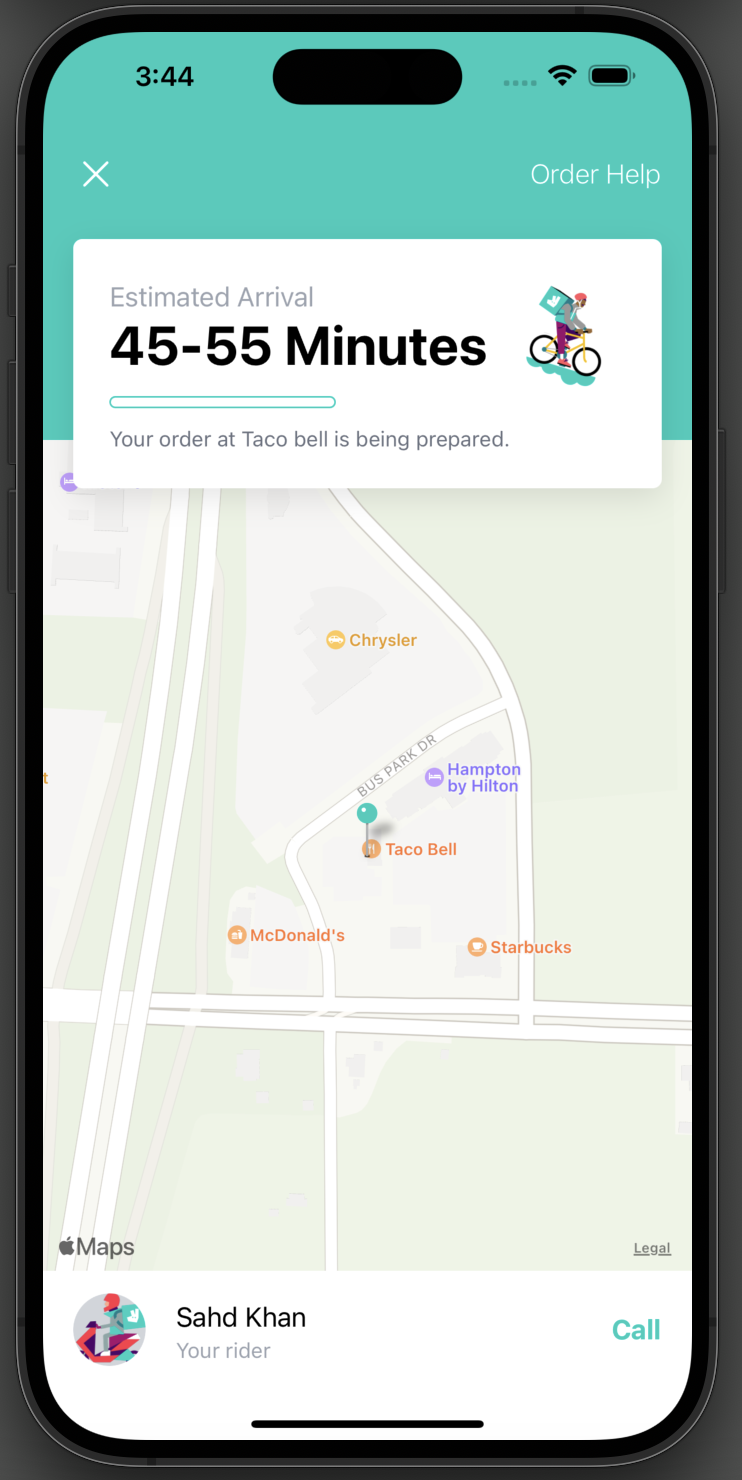 3:44
Order Help
Estimated Arrival
45-55 Minutes
Your order at Taco bell is being prepared.
Chrysler
BUS PARK DR
Hampton
by Hilton
t
Taco Bell
McDonald's
Starbucks
Maps
Legal
Sahd Khan
Your rider
Call